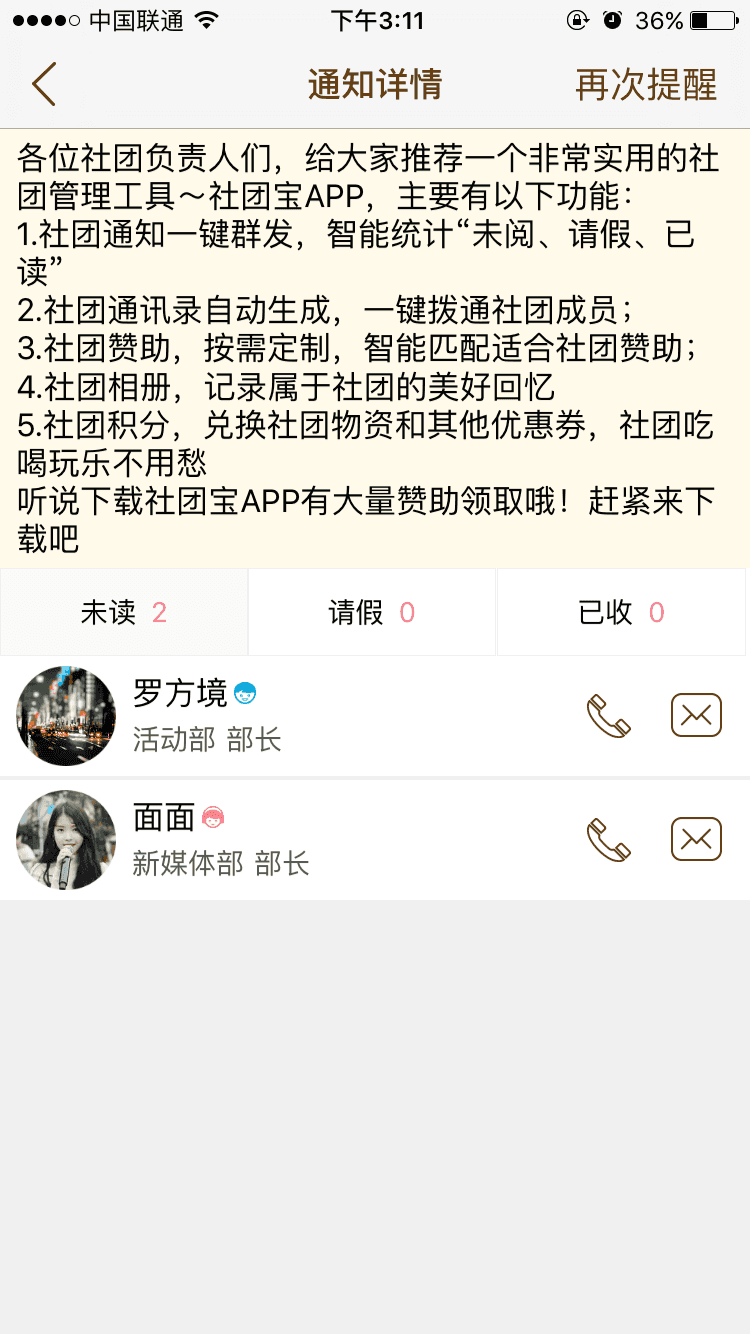 中国联通 下午3:11 36%
通知详情 再次提醒
各位社团负责人们，给大家推荐一个非常实用的社
团管理工具～社团宝APP，主要有以下功能：
1.社团通知一键群发，智能统计“未阅、请假、已
读”
2.社团通讯录自动生成，一键拨通社团成员；
3.社团赞助，按需定制，智能匹配适合社团赞助；
4.社团相册，记录属于社团的美好回忆
5.社团积分，兑换社团物资和其他优惠券，社团吃
喝玩乐不用愁
听说下载社团宝APP有大量赞助领取哦！赶紧来下
载吧
未读 2 请假 0 已收 0
罗方境
活动部 部长
面面
新媒体部 部长